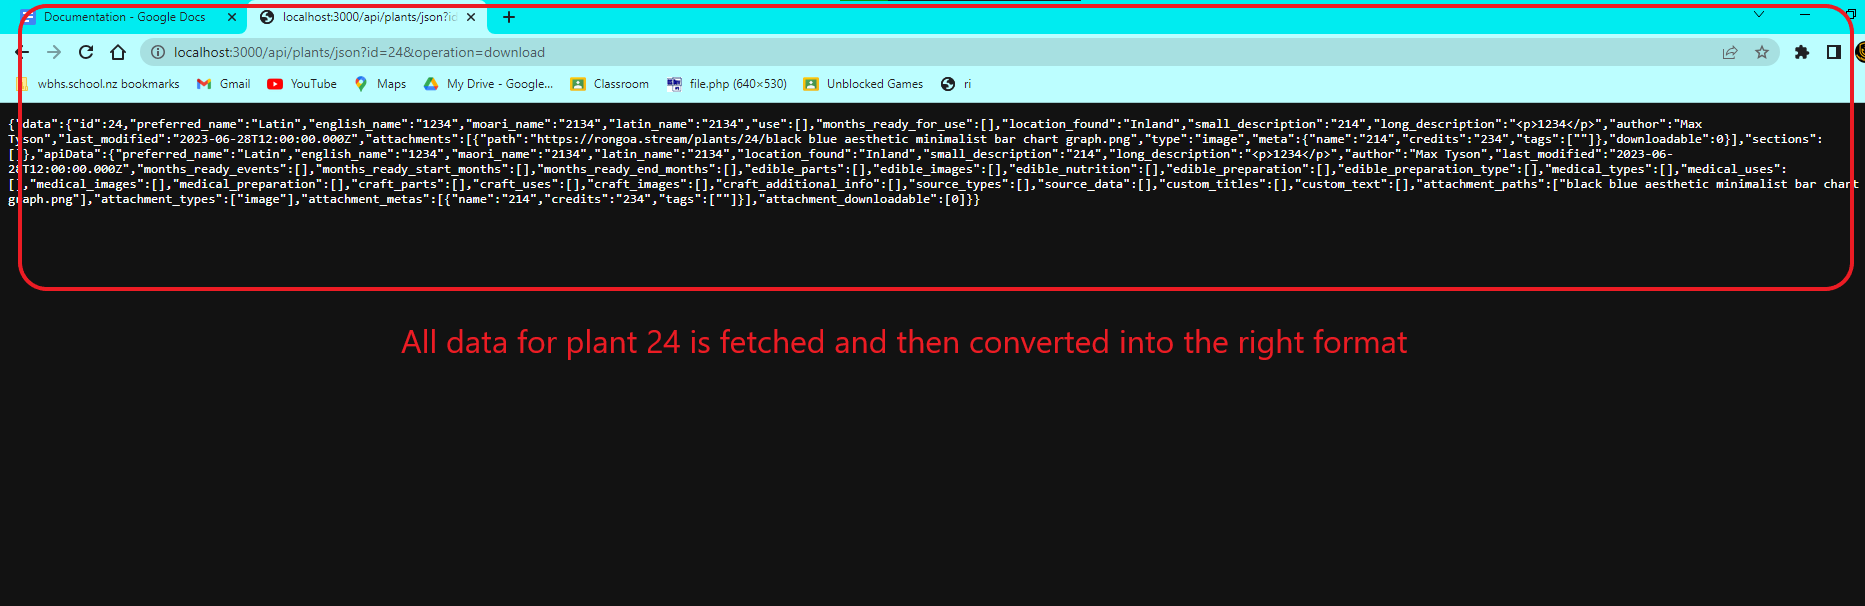 Documentation - Google Docs
localhost:3000/api/plants/json?id
localhost:3000/api/plants/json?id=24&operation=download
wbhs.school.nz bookmarks Gmail YouTube Maps My Drive - Google... Classroom file.php (640×530) Unblocked Games ri
{"data":{"id":24,"preferred_name":"Latin","english_name":"1234","moari_name":"2134","latin_name":"2134","use":[],"months_ready_for_use":[],"location_found":"Inland","small_description":"214","long_description":"<p>1234</p>","author":"Max
Tyson","last_modified":"2023-06-28T12:00:00.000Z","attachments":[{"path":"https://rongoa.stream/plants/24/black blue aesthetic minimalist bar chart graph.png","type":"image","meta":{"name":"214","credits":"234","tags":[""]},"downloadable":0}],"sections":
[]},"apiData":{"preferred_name":"Latin","english_name":"1234","maori_name":"2134","latin_name":"2134","location_found":"Inland","small_description":"214","long_description":"<p>1234</p>","author":"Max Tyson","last_modified":"2023-06-
28T12:00:00.000Z","months_ready_events":[],"months_ready_start_months":[],"months_ready_end_months":[],"edible_parts":[],"edible_images":[],"edible_nutrition":[],"edible_preparation":[],"edible_preparation_type":[],"medical_types":[],"medical_uses":
[],"medical_images":[],"medical_preparation":[],"craft_parts":[],"craft_uses":[],"craft_images":[],"craft_additional_info":[],"source_types":[],"source_data":[],"custom_titles":[],"custom_text":[],"attachment_paths":["black blue aesthetic minimalist bar chart
graph.png"],"attachment_types":["image"],"attachment_metas":[{"name":"214","credits":"234","tags":[""]}],"attachment_downloadable":[0]}}
All data for plant 24 is fetched and then converted into the right format